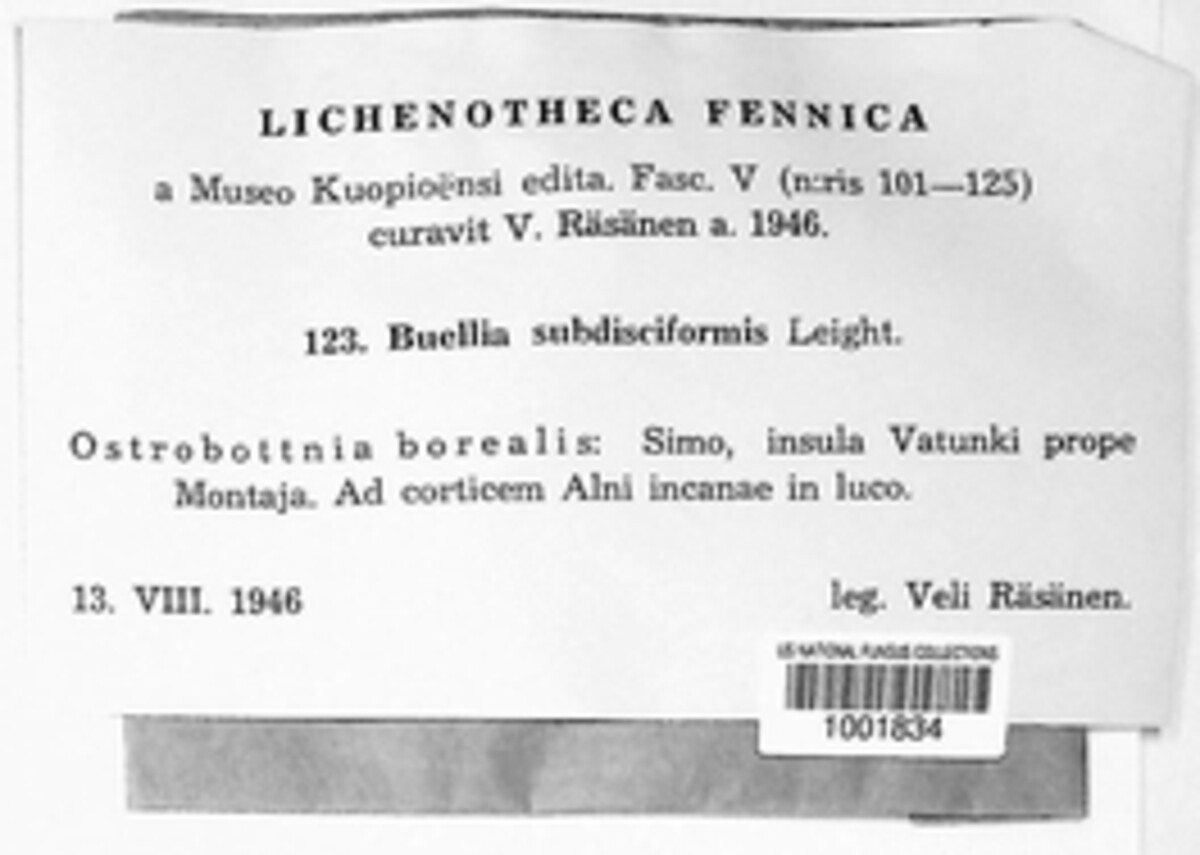 LICHENOTHECA FENNICA
a Museo Kuopioënsi edita. Fasc. V (n:ris 101—125)
curavit V. Räsänen a. 1946.
123. Buellia subdisciformis Leight.
Ostrobottnia borealis: Simo, insula Vatunki prope
Montaja. Ad corticem Alni incanae in luco.
13. VIII. 1946
leg. Veli Räsänen.
US NATIONAL FUNGUS COLLECTIONS
1001834